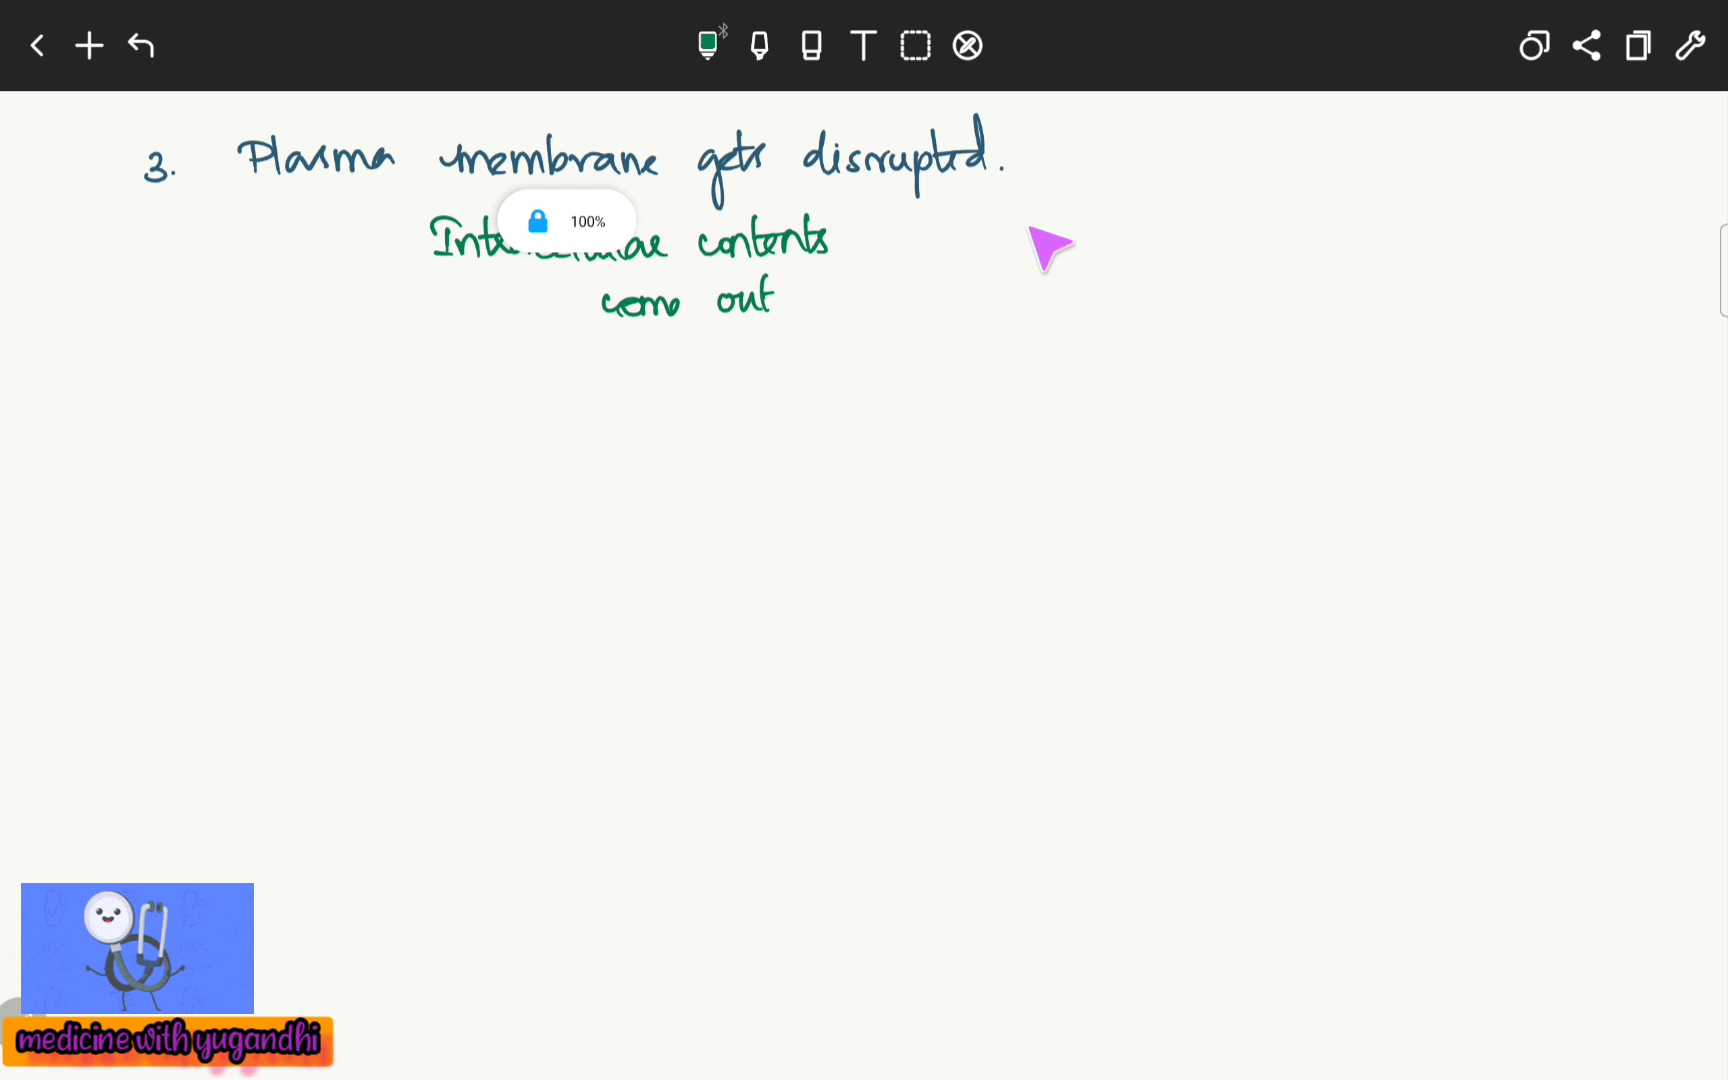 3. Plasma membrane gets disrupted.
100%
contents
come out
medicine with yugandhi